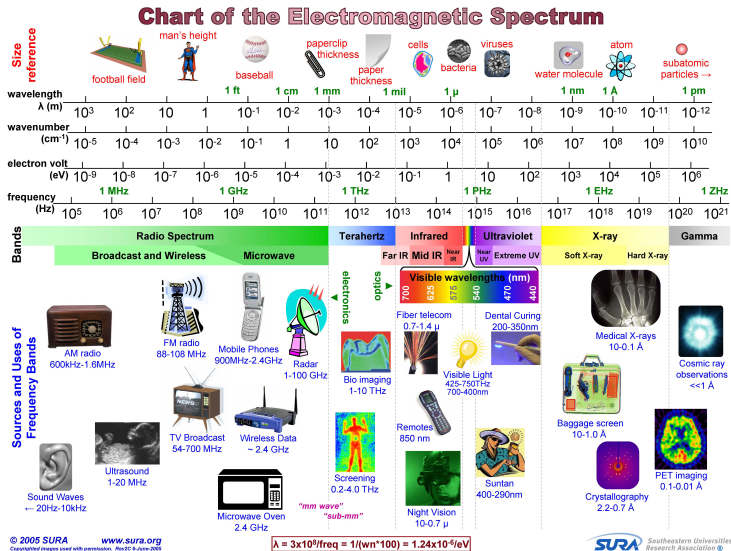 Chart of the Electromagnetic Spectrum
Size reference
football field
man's height
baseball
paperclip thickness
paper thickness
cells
bacteria
viruses
water molecule
atom
subatomic particles →
wavelength λ (m)
1 ft 1 cm 1 mm 1 mil 1 µ 1 nm 1 Å 1 pm
10³ 10² 10 1 10⁻¹ 10⁻² 10⁻³ 10⁻⁴ 10⁻⁵ 10⁻⁶ 10⁻⁷ 10⁻⁸ 10⁻⁹ 10⁻¹⁰ 10⁻¹¹ 10⁻¹²
wavenumber (cm⁻¹)
10⁻⁵ 10⁻⁴ 10⁻³ 10⁻² 10⁻¹ 1 10 10² 10³ 10⁴ 10⁵ 10⁶ 10⁷ 10⁸ 10⁹ 10¹⁰
electron volt (eV)
10⁻⁹ 10⁻⁸ 10⁻⁷ 10⁻⁶ 10⁻⁵ 10⁻⁴ 10⁻³ 10⁻² 10⁻¹ 1 10 10² 10³ 10⁴ 10⁵ 10⁶
frequency (Hz)
1 MHz 1 GHz 1 THz 1 PHz 1 EHz 1 ZHz
10⁵ 10⁶ 10⁷ 10⁸ 10⁹ 10¹⁰ 10¹¹ 10¹² 10¹³ 10¹⁴ 10¹⁵ 10¹⁶ 10¹⁷ 10¹⁸ 10¹⁹ 10²⁰ 10²¹
Bands
Radio Spectrum Terahertz Infrared Ultraviolet X-ray Gamma
Broadcast and Wireless Microwave Far IR Mid IR Near IR Near UV Extreme UV Soft X-ray Hard X-ray
electronics
optics
Visible wavelengths (nm)
700 625 575 540 470 440
Sources and Uses of Frequency Bands
AM radio
600kHz-1.6MHz
FM radio
88-108 MHz
Mobile Phones
900MHz-2.4GHz
Radar
1-100 GHz
Bio imaging
1-10 THz
Fiber telecom
0.7-1.4 µ
Visible Light
425-750THz
700-400nm
Dental Curing
200-350nm
Medical X-rays
10-0.1 Å
Cosmic ray
observations
<<1 Å
Sound Waves
← 20Hz-10kHz
Ultrasound
1-20 MHz
NEWS
TV Broadcast
54-700 MHz
Wireless Data
~ 2.4 GHz
Microwave Oven
2.4 GHz
Screening
0.2-4.0 THz
"mm wave"
"sub-mm"
Remotes
850 nm
Night Vision
10-0.7 µ
Suntan
400-290nm
Baggage screen
10-1.0 Å
Crystallography
2.2-0.7 Å
PET imaging
0.1-0.01 Å
© 2005 SURA www.sura.org
Copyrighted images used with permission. Rev2C 6-June-2005
λ = 3x10⁸/freq = 1/(wn*100) = 1.24x10⁻⁶/eV
SURA
Southeastern Universities
Research Association ®